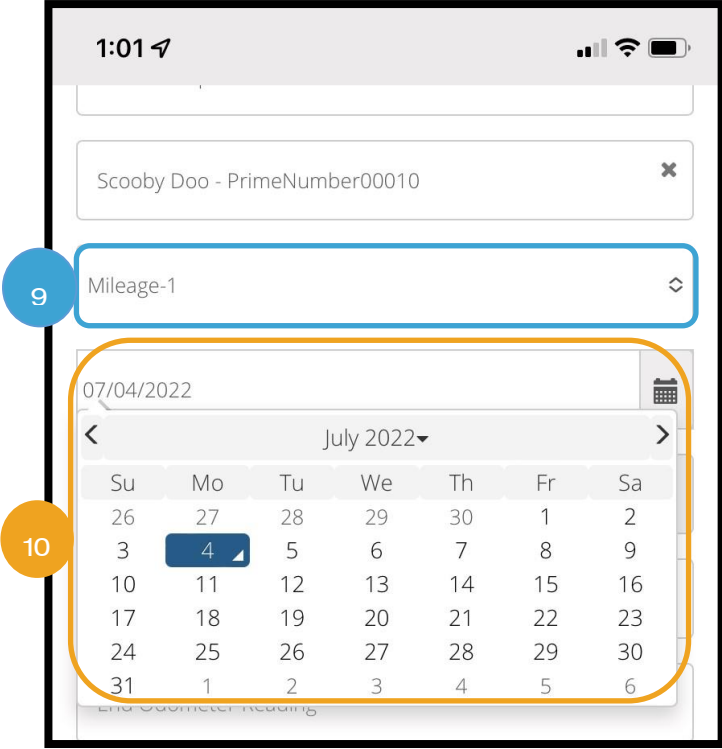 1:01
Scooby Doo - PrimeNumber00010
9
Mileage-1
07/04/2022
July 2022
Su Mo Tu We Th Fr Sa
26 27 28 29 30 1 2
3 4 5 6 7 8 9
10
10 11 12 13 14 15 16
17 18 19 20 21 22 23
24 25 26 27 28 29 30
31 1 2 3 4 5 6
End Odometer Reading